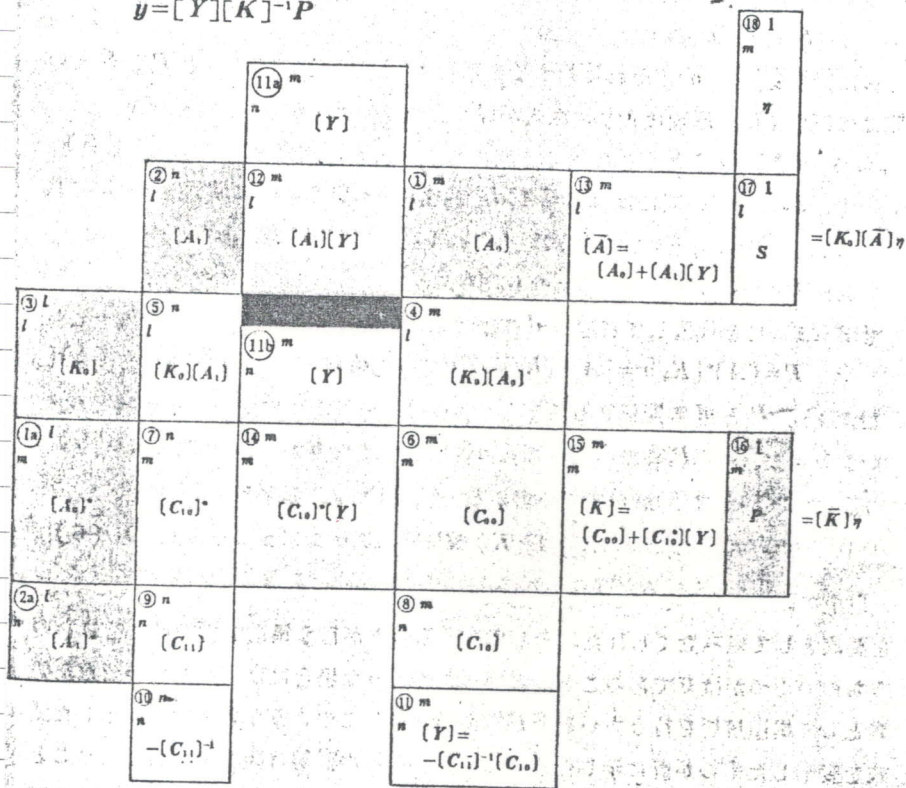 y=[Y][K]⁻¹P
⑱ 1
m
η
⑪a m
n
[Y]
② n
l
[A₁]
⑫ m
[A₁][Y]
① m
l
[A₀]
⑬ m
l
[Ā]=
[A₀]+[A₁][Y]
⑰ 1
l
S
=[K₀][Ā]η
③ l
l
[K₀]
⑤ n
l
[K₀][A₁]
⑪b m
n
[Y]
④ m
l
[K₀][A₀]
①a l
m
[A₀]*
⑦ n
m
[C₁₀]*
⑭ m
m
[C₁₀]*[Y]
⑥ m
m
[C₀₀]
⑮ m
m
[K]=
[C₀₀]+[C₁₀*][Y]
⑯ 1
m
P
=[K̄]η
②a l
n
[A₁]*
⑨ n
n
[C₁₁]
⑧ m
n
[C₁₀]
⑩ n
n
-[C₁₁]⁻¹
⑪ m
n
[Y]=
-[C₁₁]⁻¹[C₁₀]